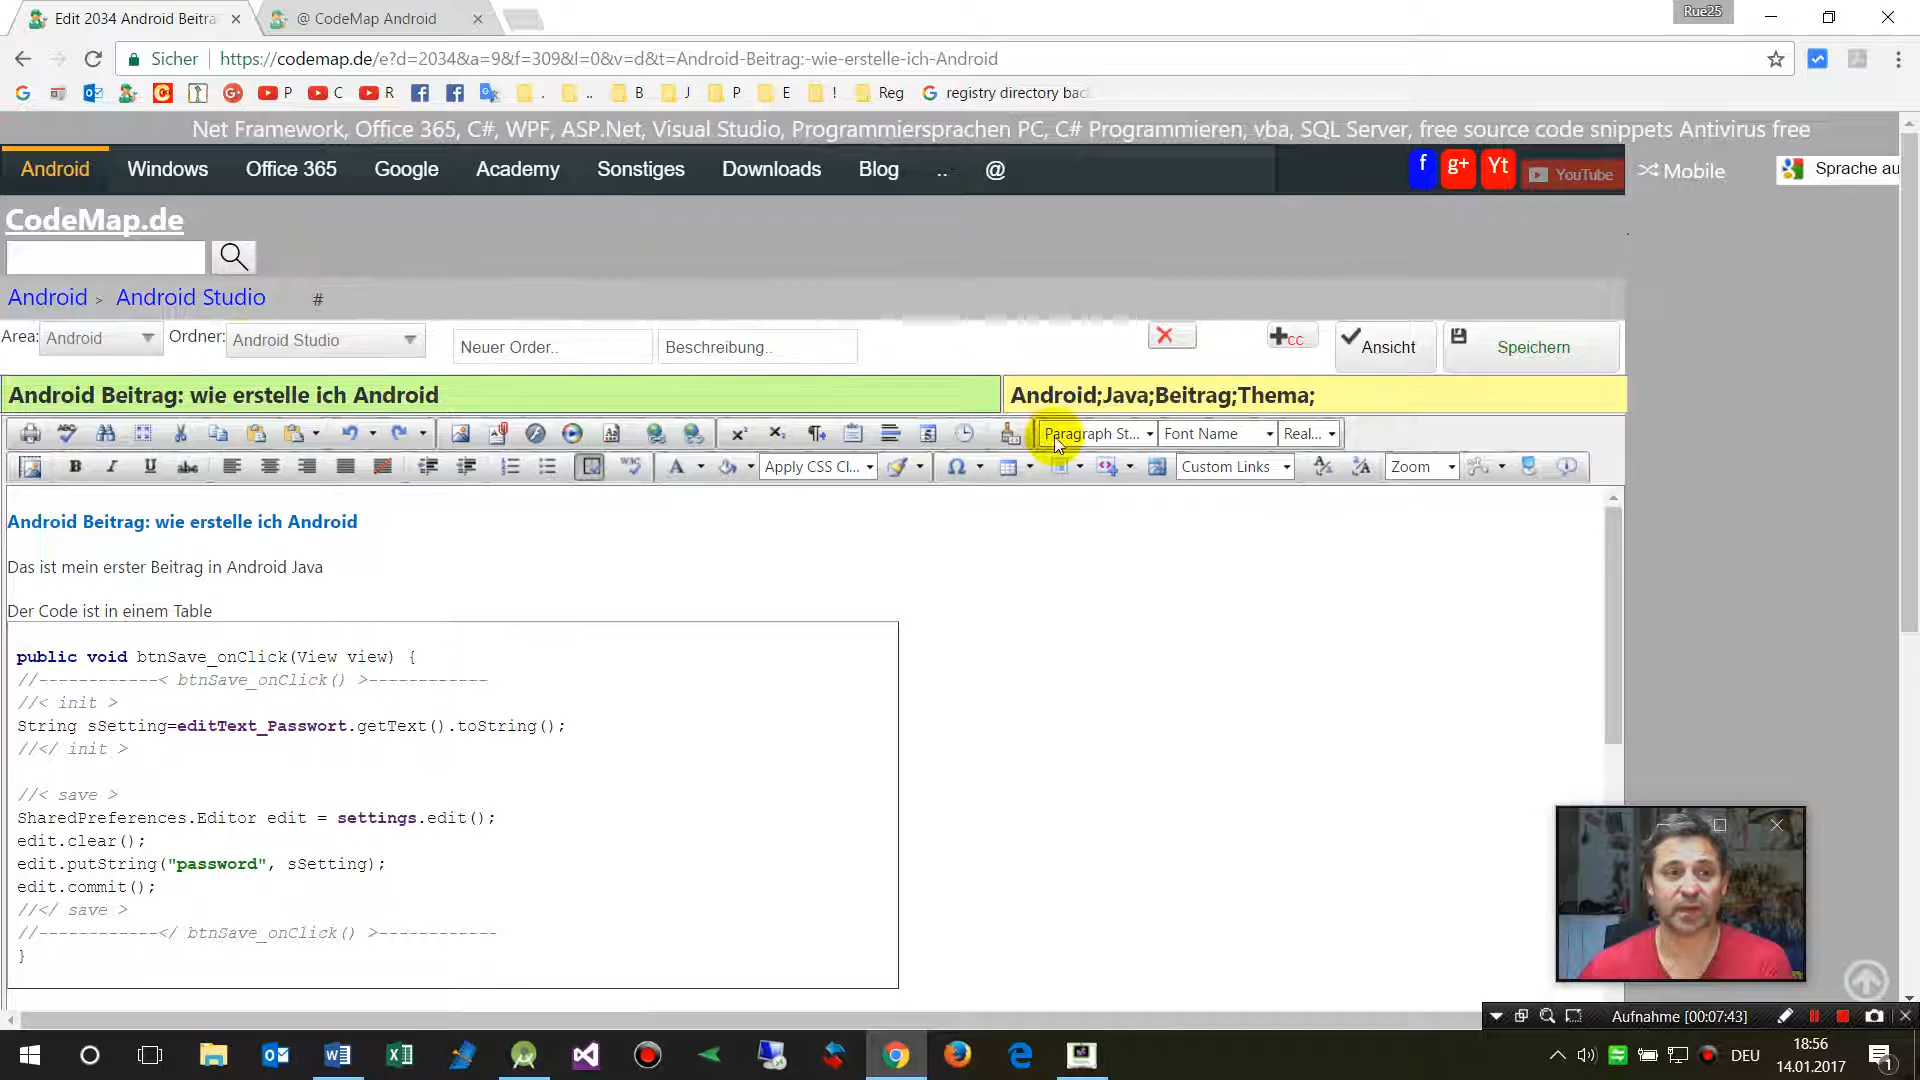 Edit 2034 Android Beitra
@ CodeMap Android
Rue25
Sicher
https://codemap.de/e?d=2034&a=9&f=309&l=0&v=d&t=Android-Beitrag:-wie-erstelle-ich-Android
P
C
R
.
..
B
J
P
E
!
Reg
registry directory bac
Net Framework, Office 365, C#, WPF, ASP.Net, Visual Studio, Programmiersprachen PC, C# Programmieren, vba, SQL Server, free source code snippets Antivirus free
Android
Windows
Office 365
Google
Academy
Sonstiges
Downloads
Blog
..
@
f
g+
Yt
YouTube
Mobile
Sprache au
CodeMap.de
Android > Android Studio #
Area: Android
Ordner: Android Studio
Neuer Order..
Beschreibung..
CC
Ansicht
Speichern
Android Beitrag: wie erstelle ich Android
Android;Java;Beitrag;Thema;
Paragraph St...
Font Name
Real...
B I U abc
Apply CSS Cl...
Custom Links
Zoom
Android Beitrag: wie erstelle ich Android
Das ist mein erster Beitrag in Android Java
Der Code ist in einem Table
public void btnSave_onClick(View view) {
//------------< btnSave_onClick() >------------
//< init >
String sSetting=editText_Passwort.getText().toString();
//</ init >
//< save >
SharedPreferences.Editor edit = settings.edit();
edit.clear();
edit.putString("password", sSetting);
edit.commit();
//</ save >
//------------</ btnSave_onClick() >------------
}
Aufnahme [00:07:43]
DEU
18:56
14.01.2017
1